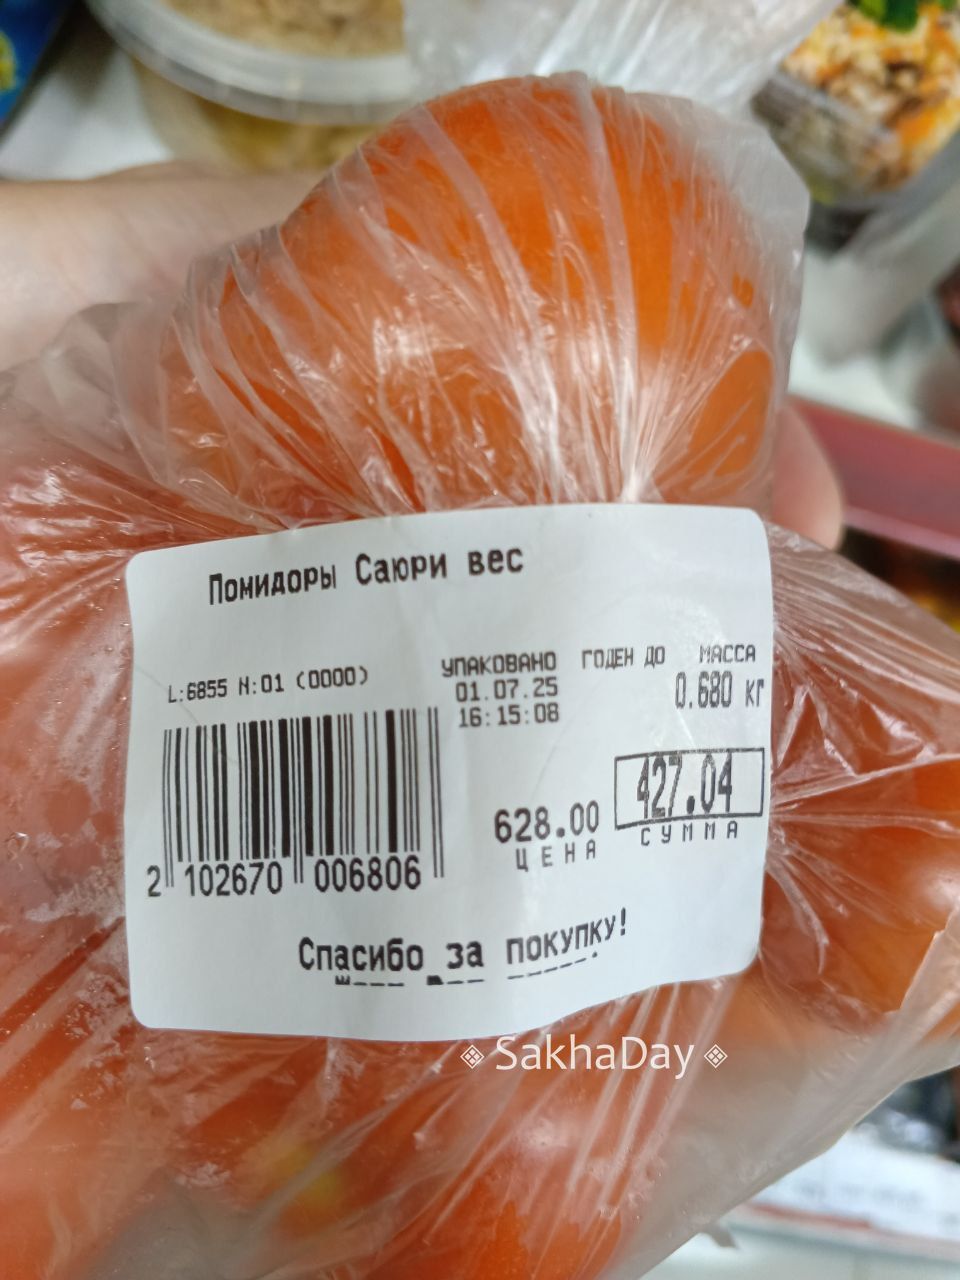 Помидоры Саюри вес
L:6855 N:01 (0000)
УПАКОВАНО ГОДЕН ДО МАССА
01.07.25 0.680 кг
16:15:08
628.00 427.04
ЦЕНА СУММА
2 102670 006806
Спасибо за покупку!
SakhaDay